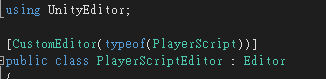 using UnityEditor;
[CustomEditor(typeof(PlayerScript))]
public class PlayerScriptEditor : Editor
{